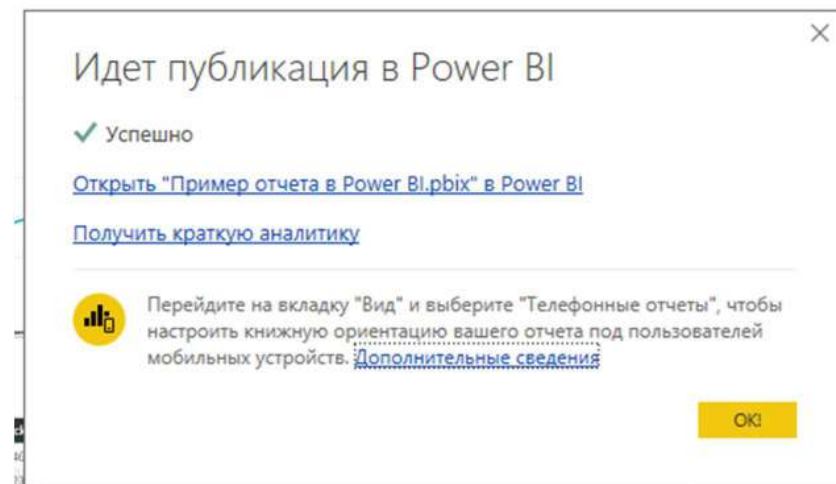 Идет публикация в Power BI
Успешно
Открыть "Пример отчета в Power BI.pbix" в Power BI
Получить краткую аналитику
Перейдите на вкладку "Вид" и выберите "Телефонные отчеты", чтобы
настроить книжную ориентацию вашего отчета под пользователей
мобильных устройств. Дополнительные сведения
ОК!